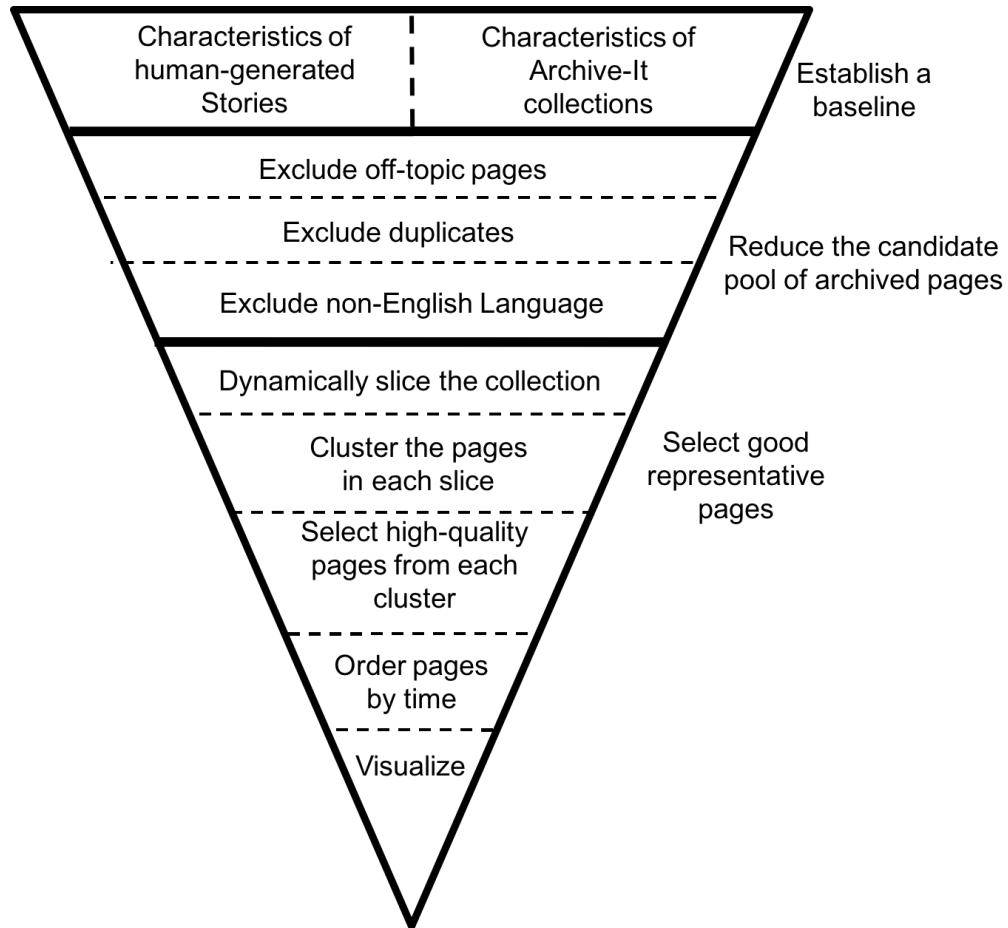 Characteristics of
human-generated
Stories
Characteristics of
Archive-It
collections
Establish a
baseline
Exclude off-topic pages
Exclude duplicates
Exclude non-English Language
Reduce the candidate
pool of archived pages
Dynamically slice the collection
Cluster the pages
in each slice
Select high-quality
pages from each
cluster
Order pages
by time
Visualize
Select good
representative
pages